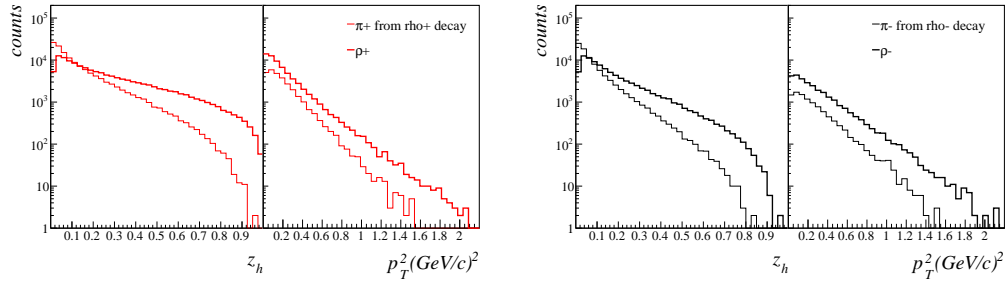 counts
10^5
10^4
10^3
10^2
10
1
π+ from rho+ decay
ρ+
0.1 0.2 0.3 0.4 0.5 0.6 0.7 0.8 0.9
0.2 0.4 0.6 0.8 1 1.2 1.4 1.6 1.8 2
z_h
p_T^2(GeV/c)^2
counts
10^5
10^4
10^3
10^2
10
1
π- from rho- decay
ρ-
0.1 0.2 0.3 0.4 0.5 0.6 0.7 0.8 0.9
0.2 0.4 0.6 0.8 1 1.2 1.4 1.6 1.8 2
z_h
p_T^2(GeV/c)^2